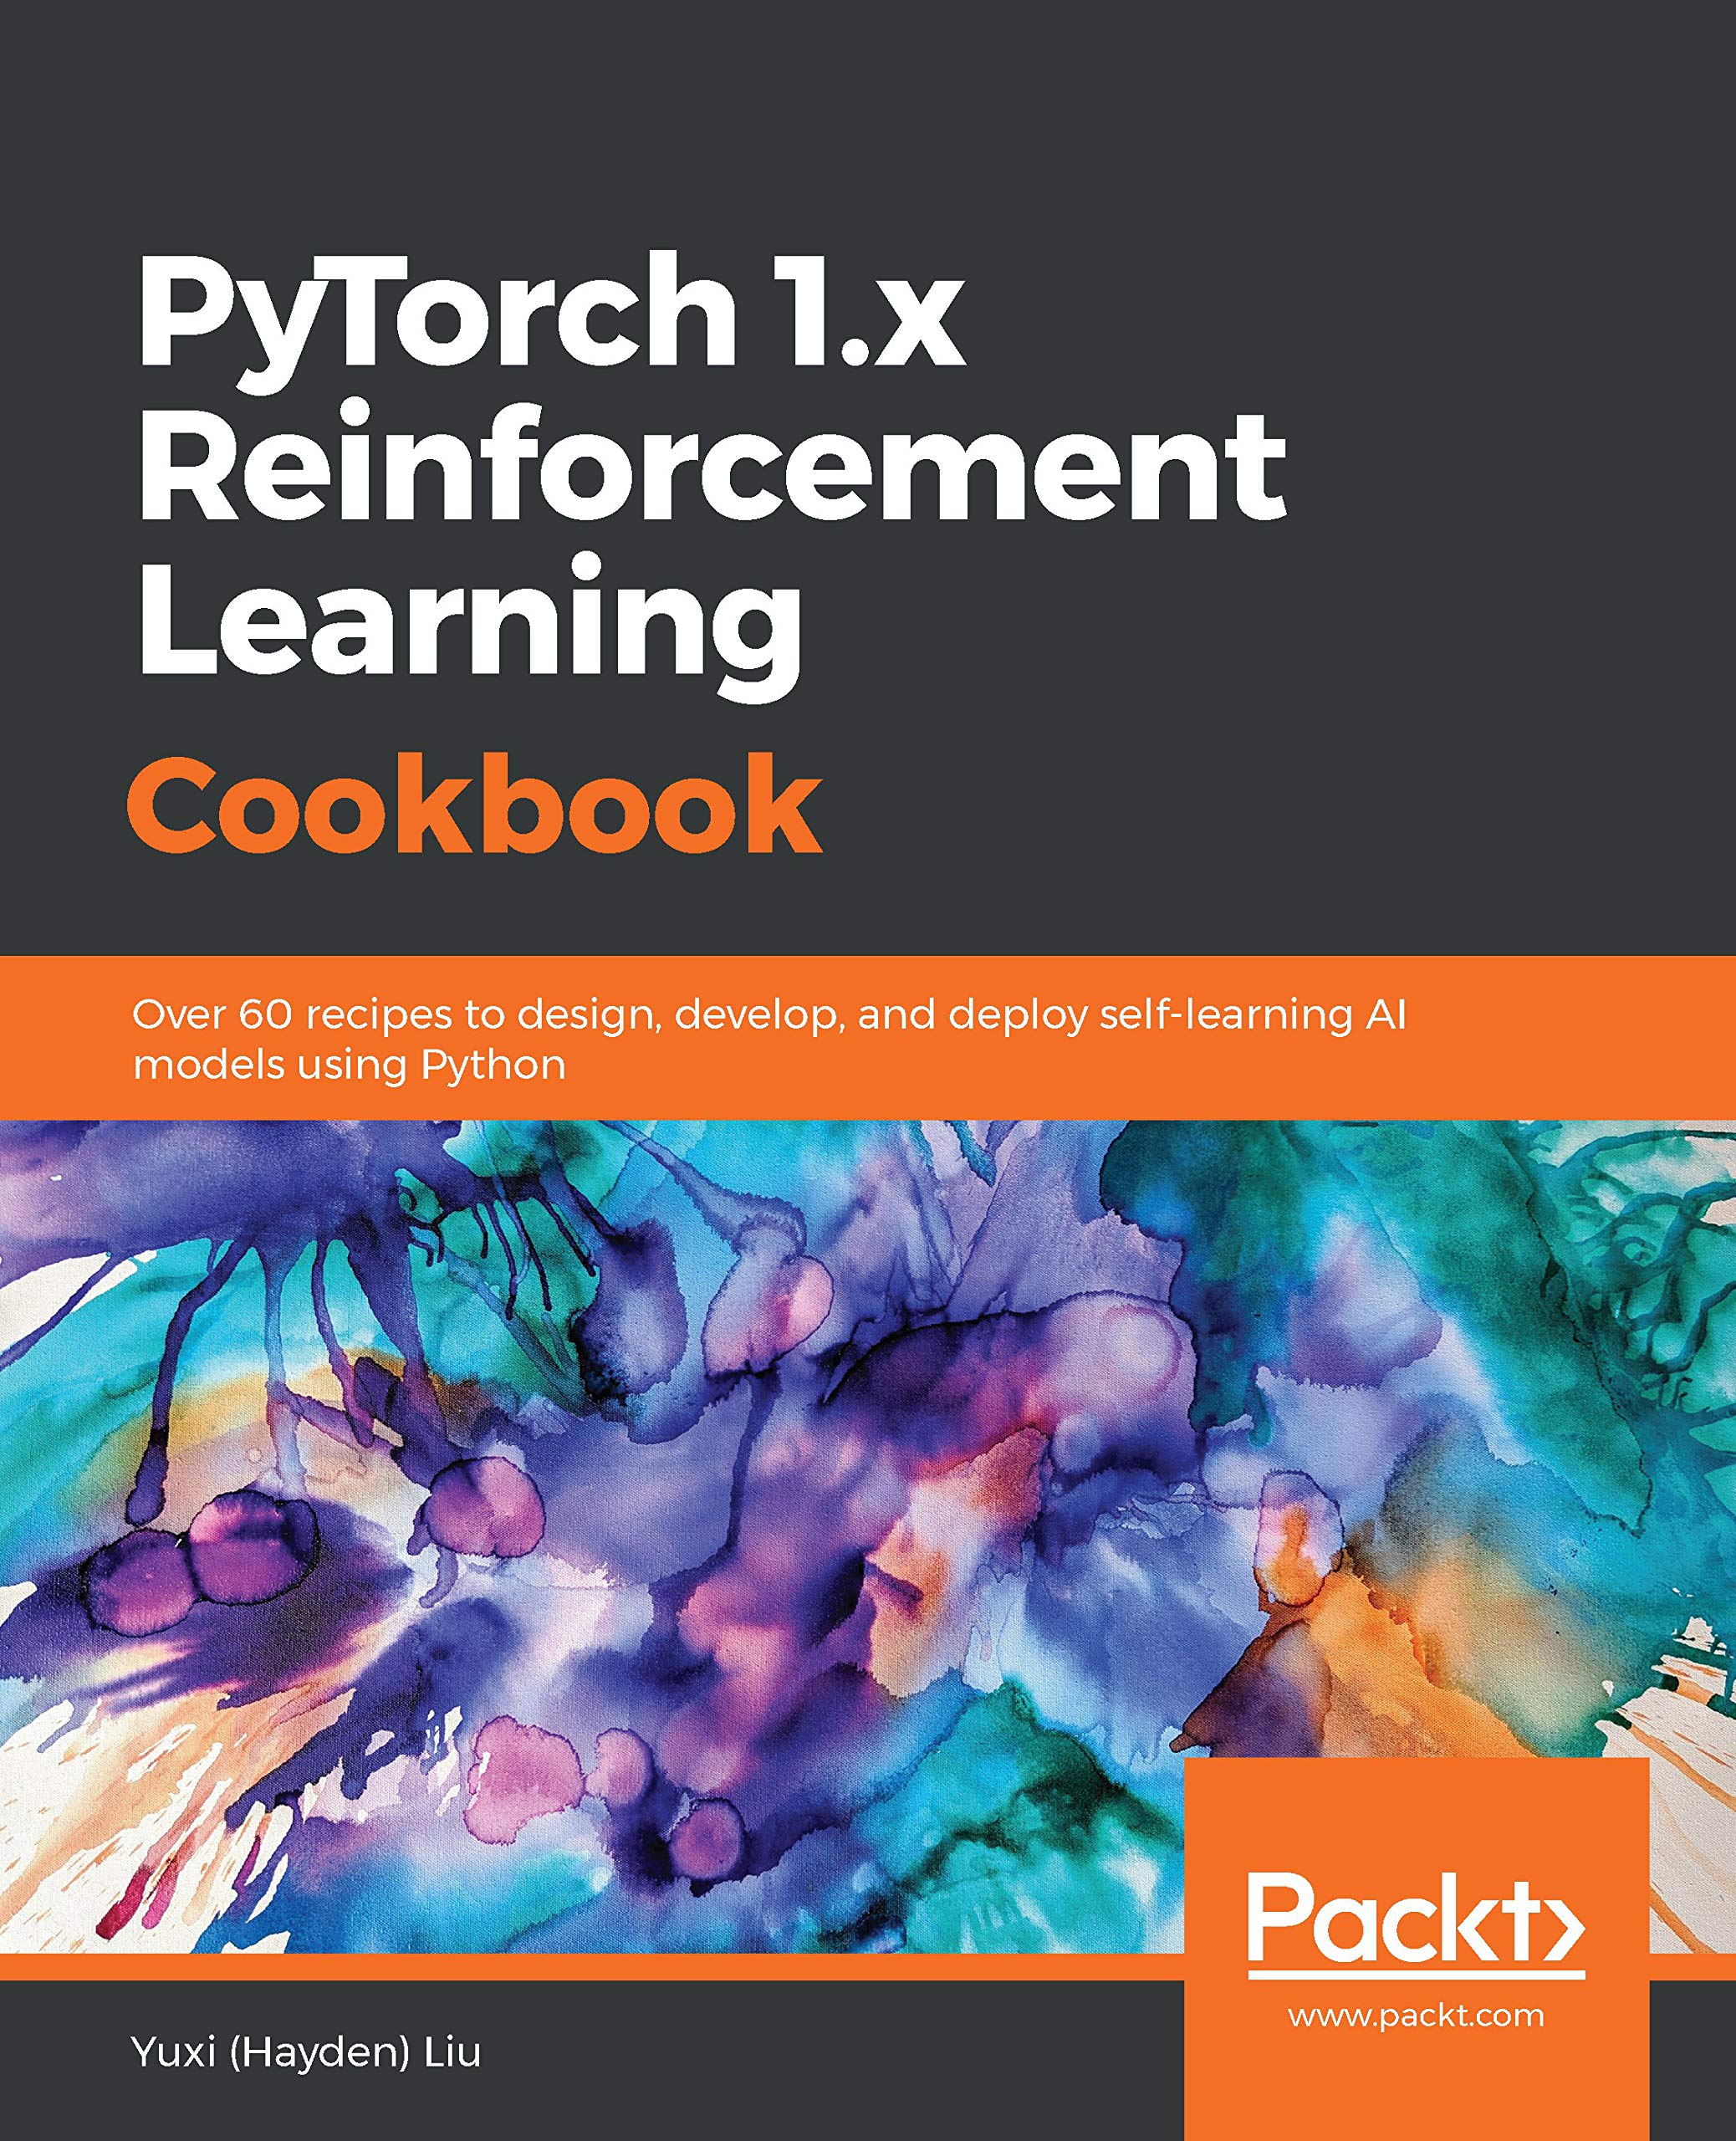 PyTorch 1.x
Reinforcement
Learning
Cookbook
Over 60 recipes to design, develop, and deploy self-learning AI
models using Python
Packt>
www.packt.com
Yuxi (Hayden) Liu